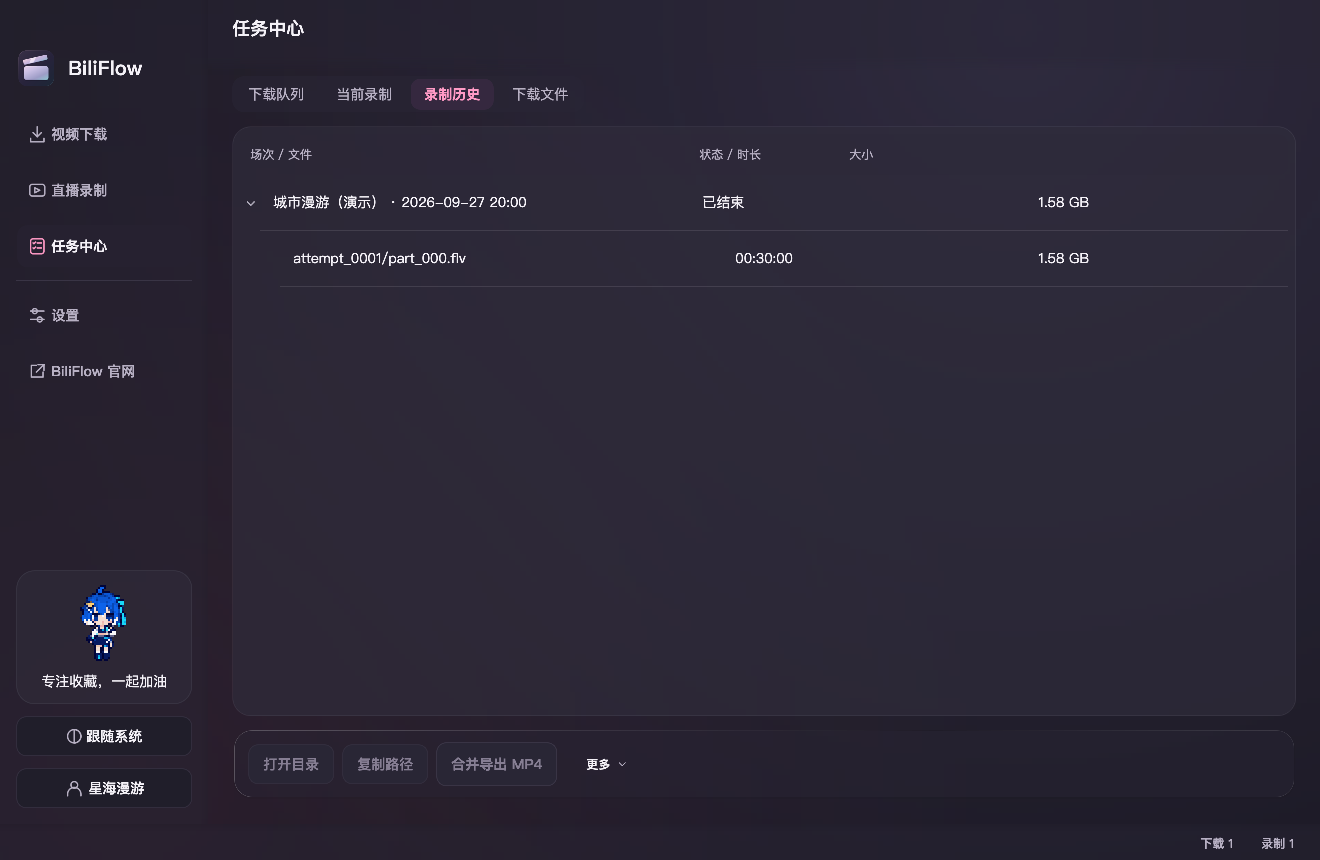 任务中心
BiliFlow
下载队列 当前录制 录制历史 下载文件
视频下载
直播录制
任务中心
设置
BiliFlow 官网
场次 / 文件 状态 / 时长 大小
城市漫游（演示） · 2026-09-27 20:00 已结束 1.58 GB
attempt_0001/part_000.flv 00:30:00 1.58 GB
专注收藏，一起加油
跟随系统
星海漫游
打开目录 复制路径 合并导出 MP4 更多
下载 1 录制 1